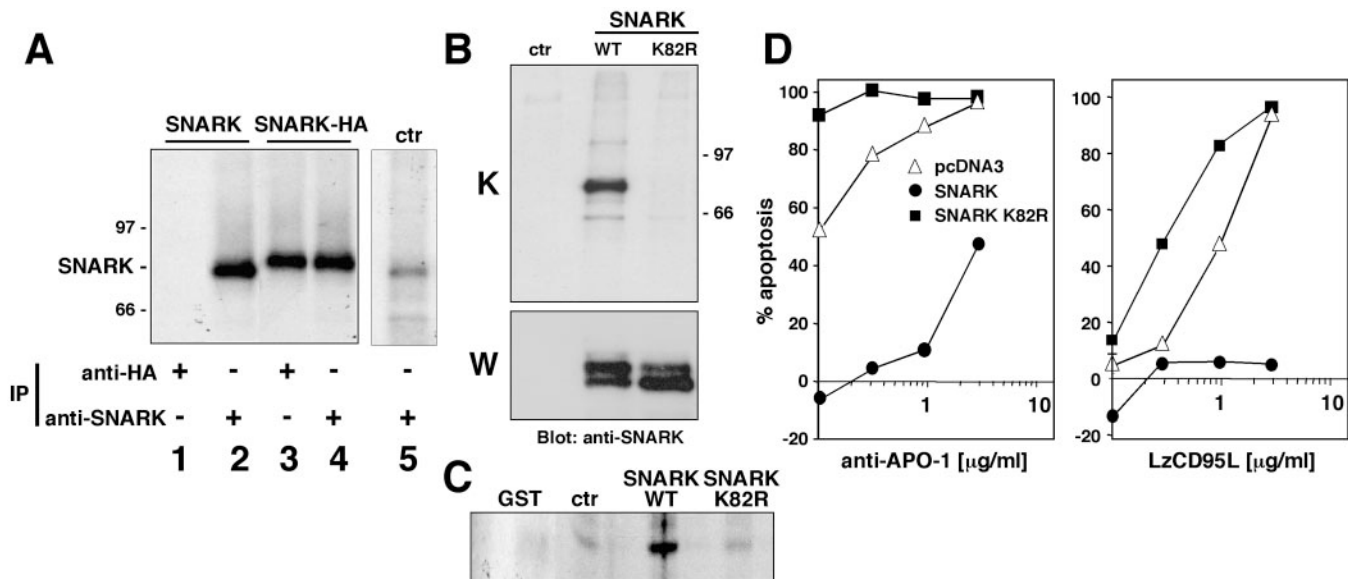 A
SNARK SNARK-HA ctr
97 -
SNARK -
66 -
IP
anti-HA + - + -
anti-SNARK - + - + +
1 2 3 4 5
B
SNARK
ctr WT K82R
K
- 97
- 66
W
Blot: anti-SNARK
C
GST ctr SNARK WT SNARK K82R
D
% apoptosis
100
80
60
40
20
0
-20
1 10
anti-APO-1 [µg/ml]
pcDNA3
SNARK
SNARK K82R
100
80
60
40
20
0
-20
1 10
LzCD95L [µg/ml]